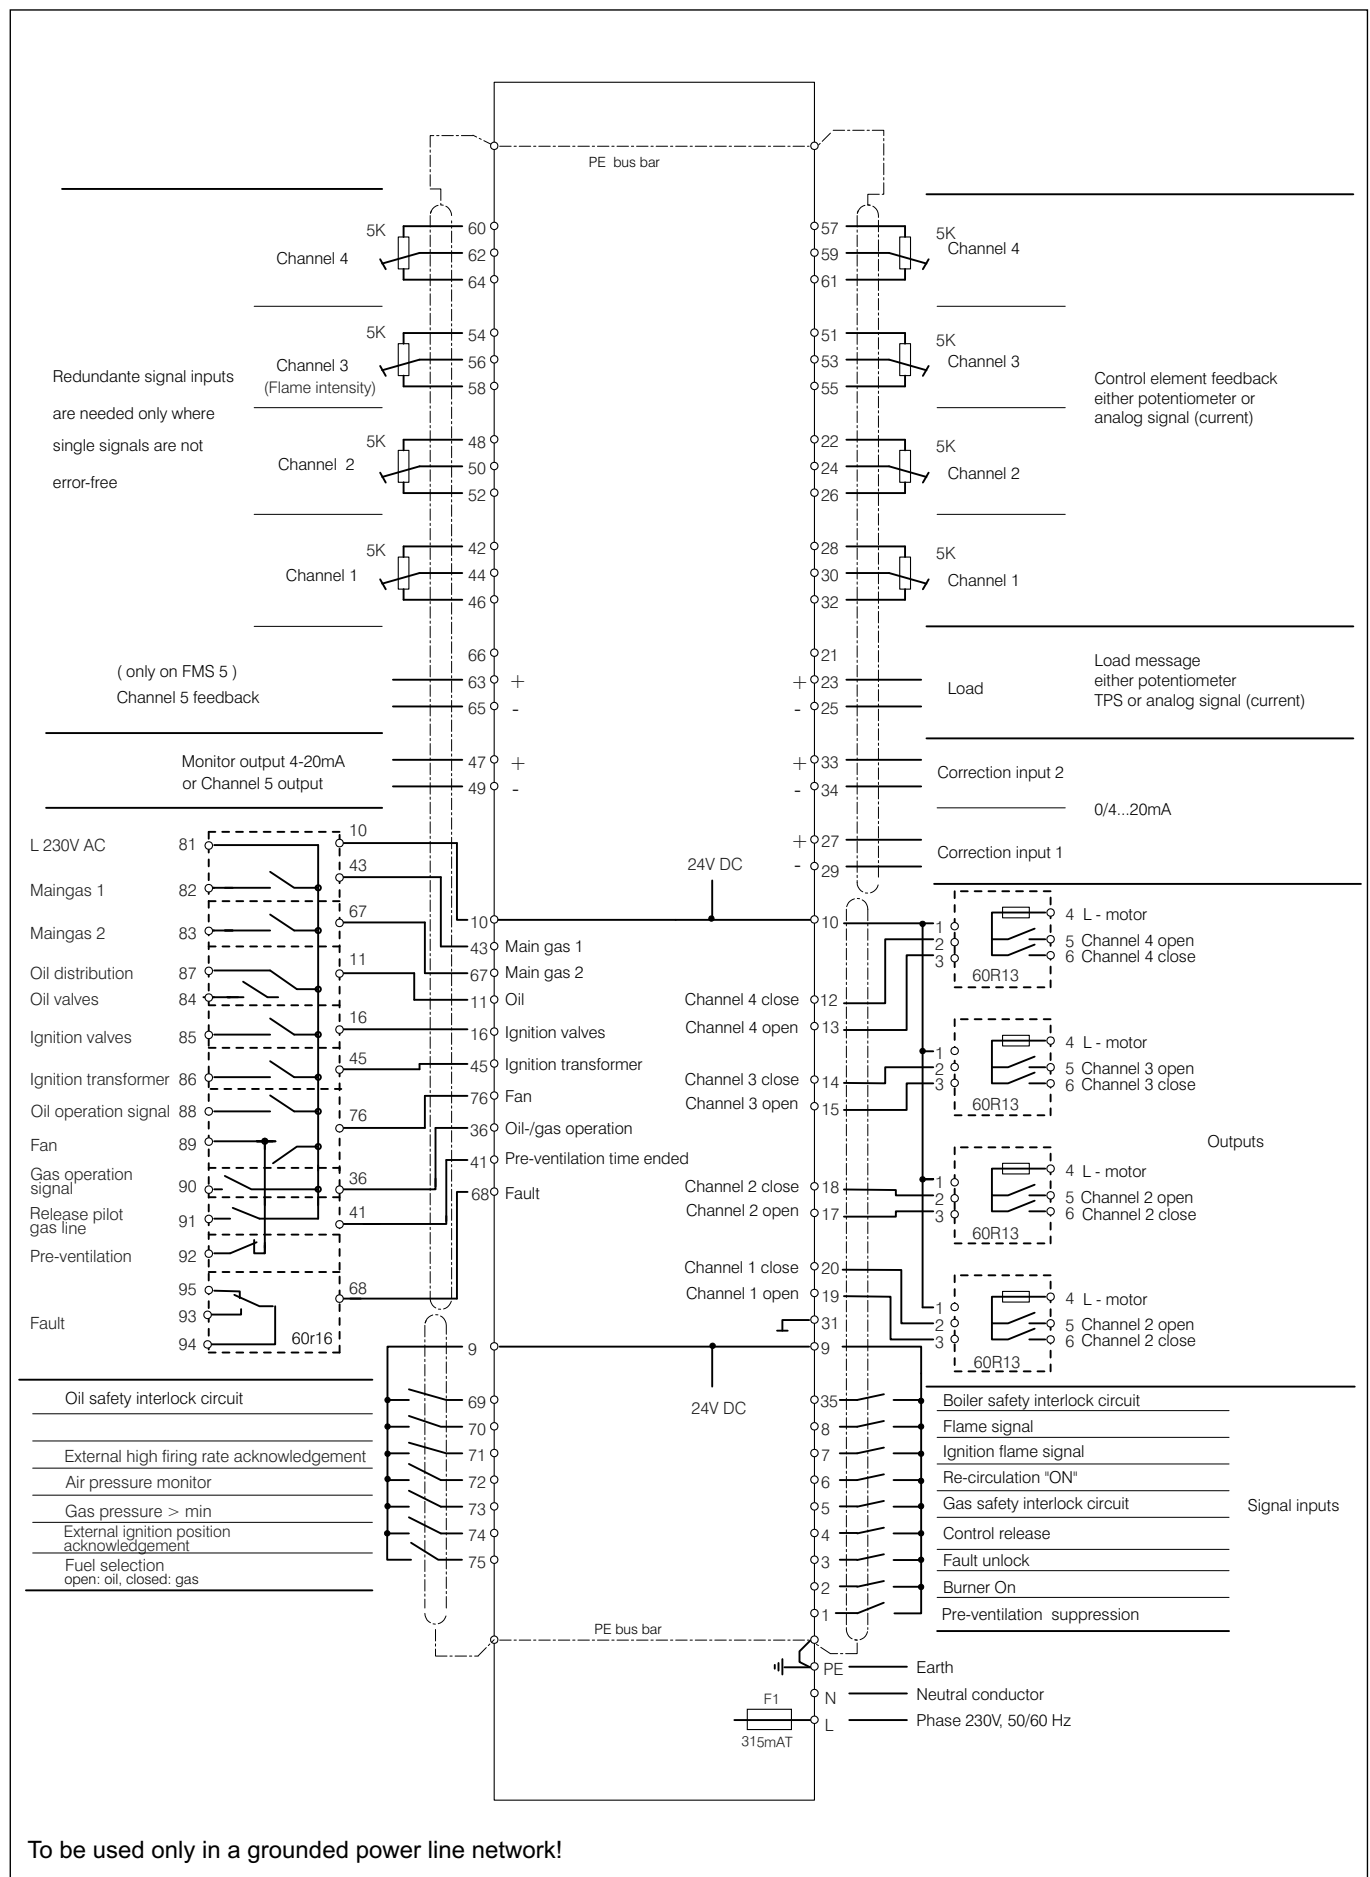 PE bus bar
5K
60
Channel 4
62
64
5K
54
Channel 3
56
(Flame intensity)
58
Redundante signal inputs
are needed only where
single signals are not
error-free
5K
48
Channel 2
50
52
5K
42
Channel 1
44
46
66
( only on FMS 5 )
63 +
Channel 5 feedback
65 -
Monitor output 4-20mA
47 +
or Channel 5 output
49 -
57
5K
59
Channel 4
61
51
5K
53
Channel 3
55
Control element feedback
either potentiometer or
analog signal (current)
22
5K
24
Channel 2
26
28
5K
30
Channel 1
32
21
+ 23
Load
- 25
Load message
either potentiometer
TPS or analog signal (current)
+ 33
Correction input 2
- 34
0/4...20mA
+ 27
Correction input 1
- 29
L 230V AC 81
10
43
Maingas 1 82
67
Maingas 2 83
Oil distribution 87
11
Oil valves 84
16
Ignition valves 85
45
Ignition transformer 86
Oil operation signal 88
76
Fan 89
Gas operation
signal 90
36
Release pilot
gas line 91
41
Pre-ventilation 92
95
68
93
Fault
94
60r16
24V DC
10
10
43 Main gas 1
67 Main gas 2
11 Oil
16 Ignition valves
45 Ignition transformer
76 Fan
36 Oil-/gas operation
41 Pre-ventilation time ended
68 Fault
Channel 4 close 12
Channel 4 open 13
Channel 3 close 14
Channel 3 open 15
Channel 2 close 18
Channel 2 open 17
Channel 1 close 20
Channel 1 open 19
31
1
2
3
4 L - motor
5 Channel 4 open
6 Channel 4 close
60R13
1
2
3
4 L - motor
5 Channel 3 open
6 Channel 3 close
60R13
Outputs
1
2
3
4 L - motor
5 Channel 2 open
6 Channel 2 close
60R13
1
2
3
4 L - motor
5 Channel 2 open
6 Channel 2 close
60R13
9
9
24V DC
Oil safety interlock circuit
69
70
External high firing rate acknowledgement
71
Air pressure monitor
72
Gas pressure > min
73
External ignition position
acknowledgement
74
Fuel selection
open: oil, closed: gas
75
35 Boiler safety interlock circuit
8 Flame signal
7 Ignition flame signal
6 Re-circulation "ON"
5 Gas safety interlock circuit
Signal inputs
4 Control release
3 Fault unlock
2 Burner On
1 Pre-ventilation suppression
PE bus bar
PE Earth
N Neutral conductor
F1
L Phase 230V, 50/60 Hz
315mAT
To be used only in a grounded power line network!